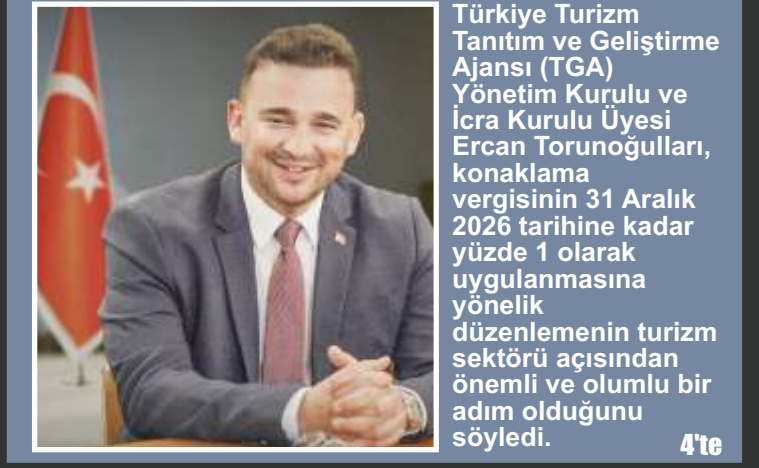 Türkiye Turizm
Tanıtım ve Geliştirme
Ajansı (TGA)
Yönetim Kurulu ve
İcra Kurulu Üyesi
Ercan Torunoğulları,
konaklama
vergisinin 31 Aralık
2026 tarihine kadar
yüzde 1 olarak
uygulanmasına
yönelik
düzenlemenin turizm
sektörü açısından
önemli ve olumlu bir
adım olduğunu
söyledi.
4'te